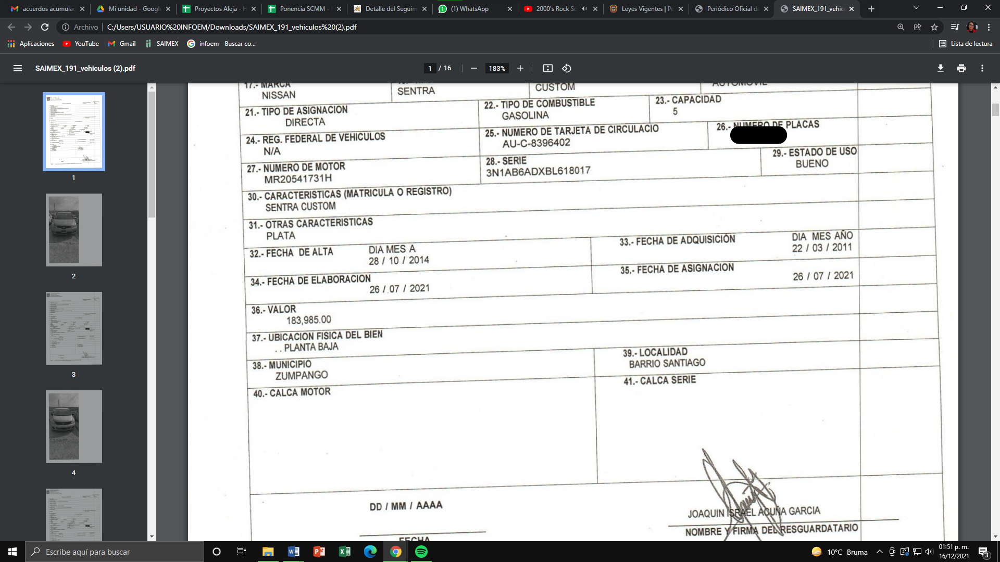 acuerdos acumulad
Mi unidad - Google
Proyectos Aleja - H
Ponencia SCMM -
Detalle del Seguim
(1) WhatsApp
2000's Rock So
Leyes Vigentes | Pe
Periódico Oficial de
SAIMEX_191_vehic
Archivo
C:/Users/USUARIO%20INFOEM/Downloads/SAIMEX_191_vehiculos%20(2).pdf
Aplicaciones
YouTube
Gmail
SAIMEX
infoem - Buscar co...
Lista de lectura
SAIMEX_191_vehiculos (2).pdf
1 / 16
183%
17.- MARCA
NISSAN
SENTRA
CUSTOM
AUTOMOVIL
21.- TIPO DE ASIGNACION
DIRECTA
22.- TIPO DE COMBUSTIBLE
GASOLINA
23.- CAPACIDAD
5
24.- REG. FEDERAL DE VEHICULOS
N/A
25.- NUMERO DE TARJETA DE CIRCULACIO
AU-C-8396402
26.- NUMERO DE PLACAS
27.- NUMERO DE MOTOR
MR20541731H
28.- SERIE
3N1AB6ADXBL618017
29.- ESTADO DE USO
BUENO
30.- CARACTERISTICAS (MATRICULA O REGISTRO)
SENTRA CUSTOM
31.- OTRAS CARACTERISTICAS
PLATA
32.- FECHA DE ALTA
DIA MES A
28 / 10 / 2014
33.- FECHA DE ADQUISICIÓN
DIA MES AÑO
22 / 03 / 2011
34.- FECHA DE ELABORACION
26 / .07 / 2021
35.- FECHA DE ASIGNACION
26 / 07 / 2021
36.- VALOR
183,985.00
37.- UBICACION FISICA DEL BIEN
. . PLANTA BAJA
38.- MUNICIPIO
ZUMPANGO
39.- LOCALIDAD
BARRIO SANTIAGO
40.- CALCA MOTOR
41.- CALCA SERIE
DD / MM / AAAA
FECHA
JOAQUIN ISRAEL ACUÑA GARCIA
NOMBRE Y FIRMA DEL RESGUARDATARIO
1
2
3
4
Escribe aquí para buscar
10°C Bruma
01:51 p. m.
16/12/2021
3